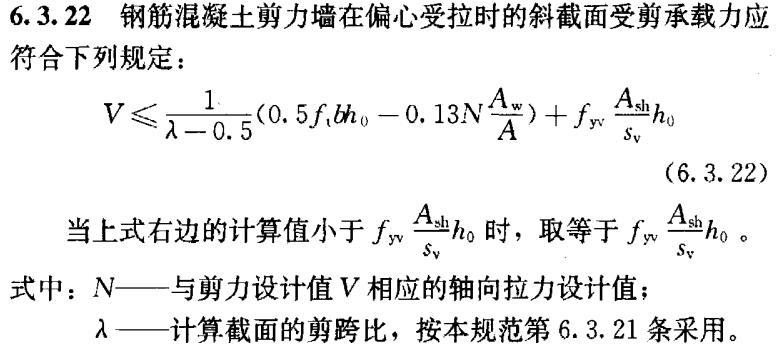 6.3.22 钢筋混凝土剪力墙在偏心受拉时的斜截面受剪承载力应
符合下列规定：
$V \leqslant \frac{1}{\lambda - 0.5}(0.5 f_t b h_0 - 0.13 N \frac{A_w}{A}) + f_{yv} \frac{A_{sh}}{s_v} h_0$
(6.3.22)
当上式右边的计算值小于 $f_{yv} \frac{A_{sh}}{s_v} h_0$ 时，取等于 $f_{yv} \frac{A_{sh}}{s_v} h_0$ 。
式中：N——与剪力设计值 V 相应的轴向拉力设计值；
λ ——计算截面的剪跨比，按本规范第 6.3.21 条采用。